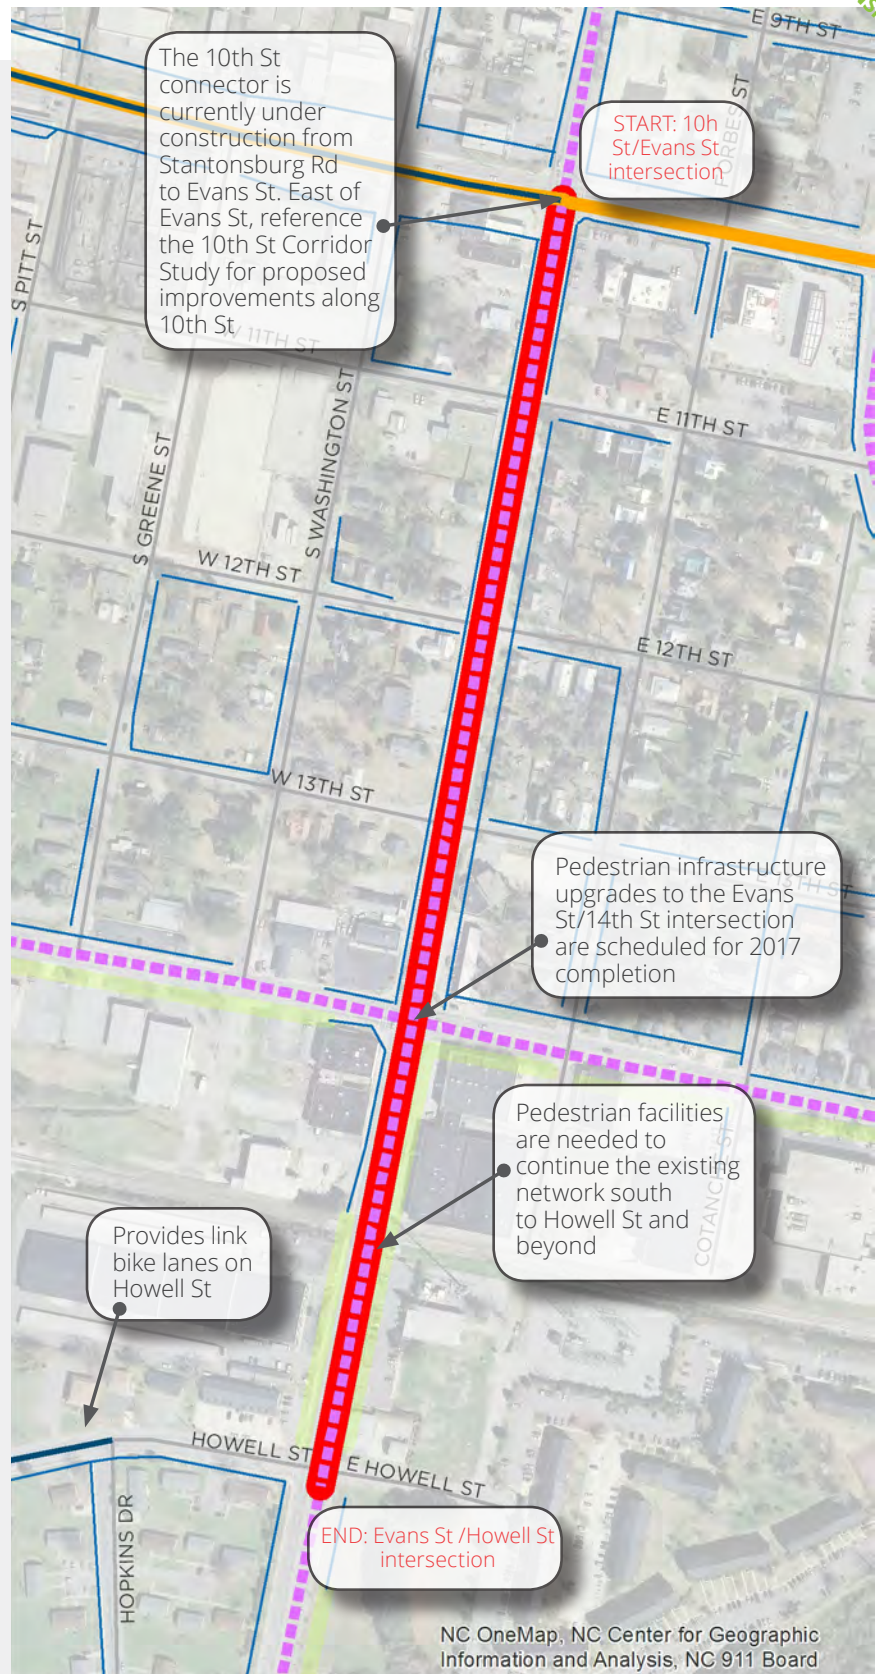 E 9TH ST
The 10th St
connector is
currently under
construction from
Stantonsburg Rd
to Evans St. East of
Evans St, reference
the 10th St Corridor
Study for proposed
improvements along
10th St
START: 10h
St/Evans St
intersection
FORBES ST
S PITT ST
W 11TH ST
E 11TH ST
S WASHINGTON ST
S GREENE ST
W 12TH ST
E 12TH ST
W 13TH ST
E 13TH ST
Pedestrian infrastructure
upgrades to the Evans
St/14th St intersection
are scheduled for 2017
completion
Pedestrian facilities
are needed to
continue the existing
network south
to Howell St and
beyond
COTANCHE ST
Provides link
bike lanes on
Howell St
HOWELL ST
E HOWELL ST
HOPKINS DR
END: Evans St /Howell St
intersection
NC OneMap, NC Center for Geographic
Information and Analysis, NC 911 Board